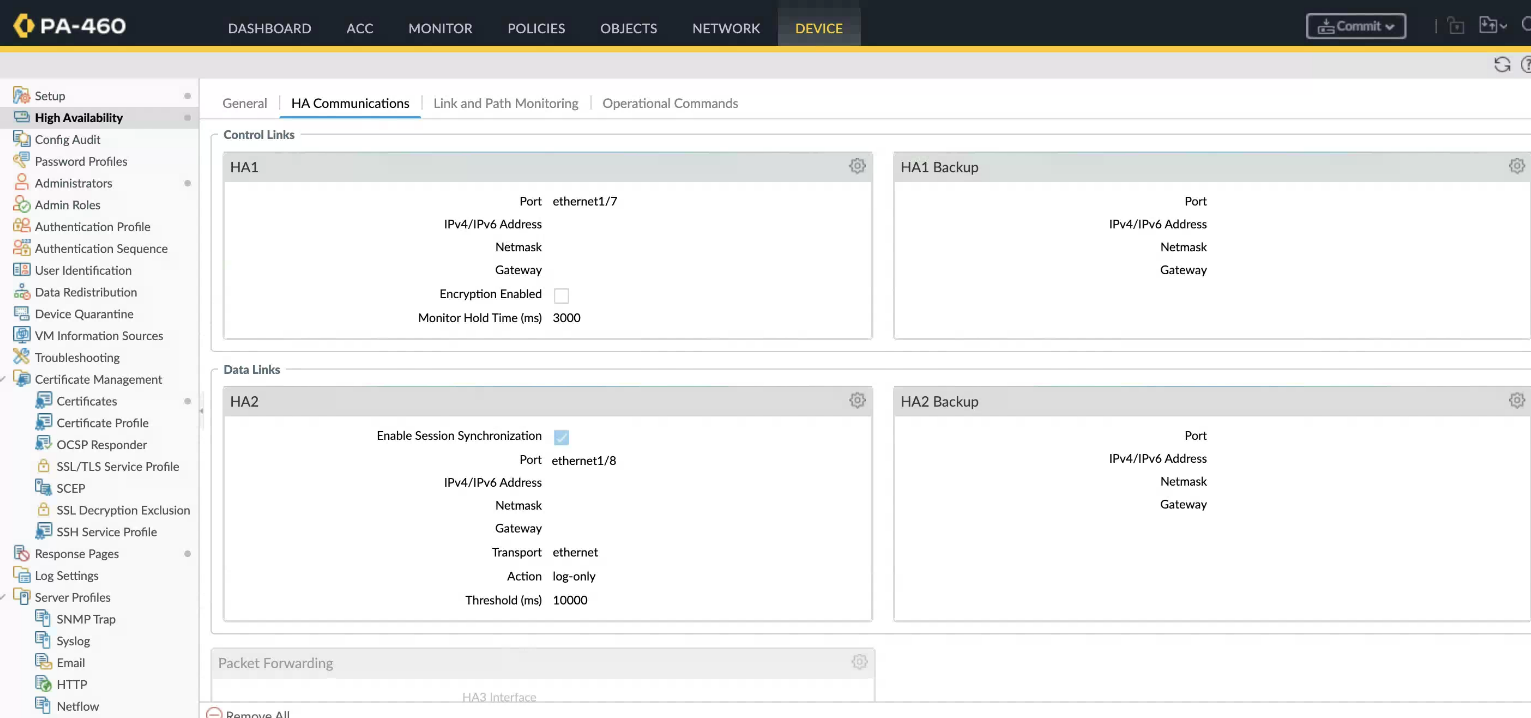 PA-460
DASHBOARD ACC MONITOR POLICIES OBJECTS NETWORK DEVICE
Commit
Setup
High Availability
Config Audit
Password Profiles
Administrators
Admin Roles
Authentication Profile
Authentication Sequence
User Identification
Data Redistribution
Device Quarantine
VM Information Sources
Troubleshooting
Certificate Management
Certificates
Certificate Profile
OCSP Responder
SSL/TLS Service Profile
SCEP
SSL Decryption Exclusion
SSH Service Profile
Response Pages
Log Settings
Server Profiles
SNMP Trap
Syslog
Email
HTTP
Netflow
General HA Communications Link and Path Monitoring Operational Commands
Control Links
HA1
Port ethernet1/7
IPv4/IPv6 Address
Netmask
Gateway
Encryption Enabled
Monitor Hold Time (ms) 3000
HA1 Backup
Port
IPv4/IPv6 Address
Netmask
Gateway
Data Links
HA2
Enable Session Synchronization
Port ethernet1/8
IPv4/IPv6 Address
Netmask
Gateway
Transport ethernet
Action log-only
Threshold (ms) 10000
HA2 Backup
Port
IPv4/IPv6 Address
Netmask
Gateway
Packet Forwarding
HA3 Interface
Remove All